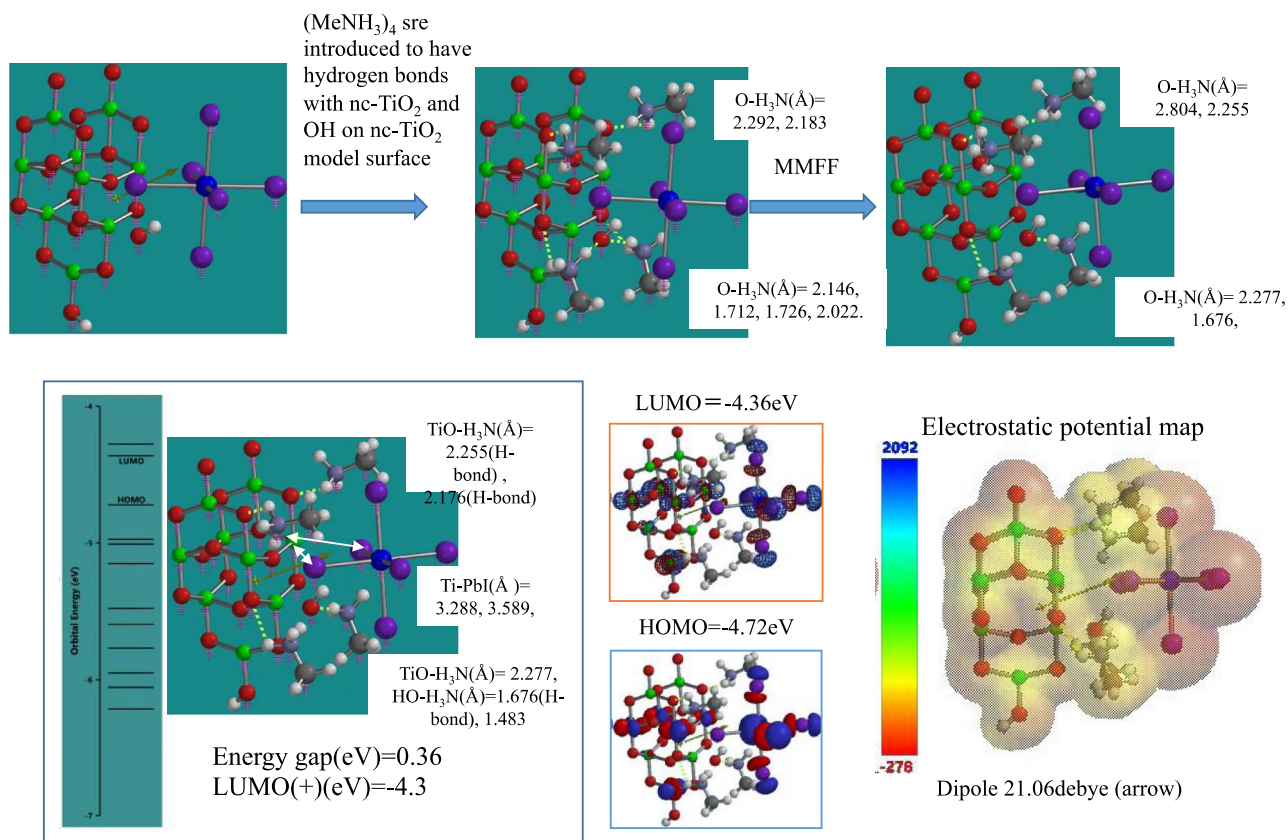 (MeNH3)4 sre
introduced to have
hydrogen bonds
with nc-TiO2 and
OH on nc-TiO2
model surface
O-H3N(Å)=
2.292, 2.183
MMFF
O-H3N(Å)=
2.804, 2.255
O-H3N(Å)= 2.146,
1.712, 1.726, 2.022.
O-H3N(Å)= 2.277,
1.676,
-4
LUMO
HOMO
-5
Orbital Energy (eV)
-6
-7
TiO-H3N(Å)=
2.255(H-
bond) ,
2.176(H-bond)
Ti-PbI(Å)=
3.288, 3.589,
TiO-H3N(Å)= 2.277,
HO-H3N(Å)=1.676(H-
bond), 1.483
Energy gap(eV)=0.36
LUMO(+)(eV)=-4.3
LUMO＝-4.36eV
HOMO=-4.72eV
Electrostatic potential map
2092
-276
Dipole 21.06debye (arrow)